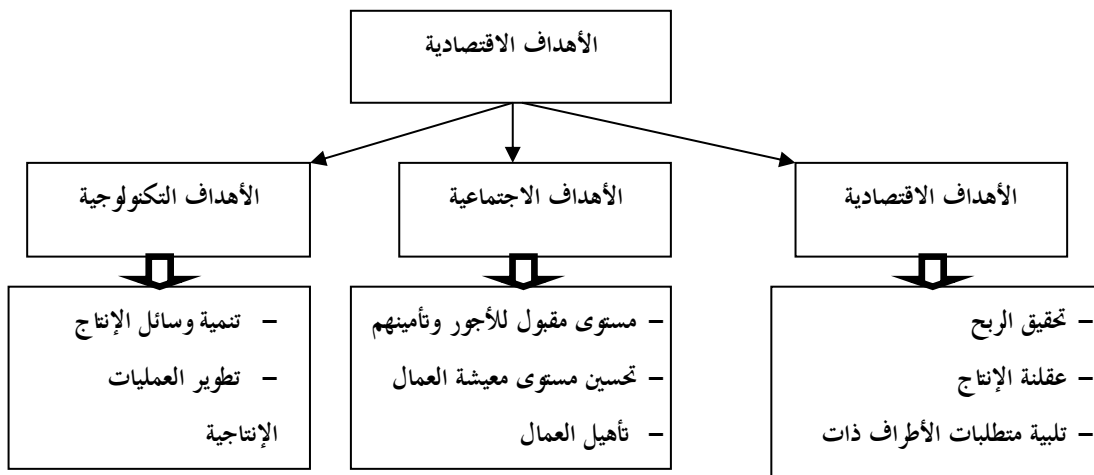 الأهداف الاقتصادية
الأهداف الاقتصادية
الأهداف الاجتماعية
الأهداف التكنولوجية
– تحقيق الربح
– عقلنة الإنتاج
– تلبية متطلبات الأطراف ذات
– مستوى مقبول للأجور وتأمينهم
– تحسين مستوى معيشة العمال
– تأهيل العمال
– تنمية وسائل الإنتاج
– تطوير العمليات
الإنتاجية